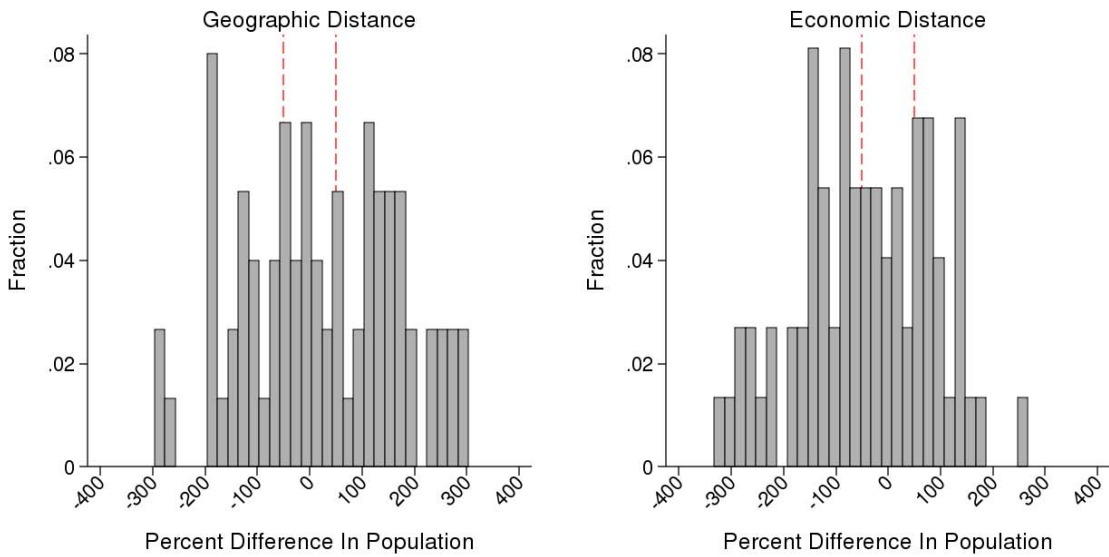 Geographic Distance
Fraction
.08
.06
.04
.02
0
-400 -300 -200 -100 0 100 200 300 400
Percent Difference In Population
Economic Distance
Fraction
.08
.06
.04
.02
0
-400 -300 -200 -100 0 100 200 300 400
Percent Difference In Population